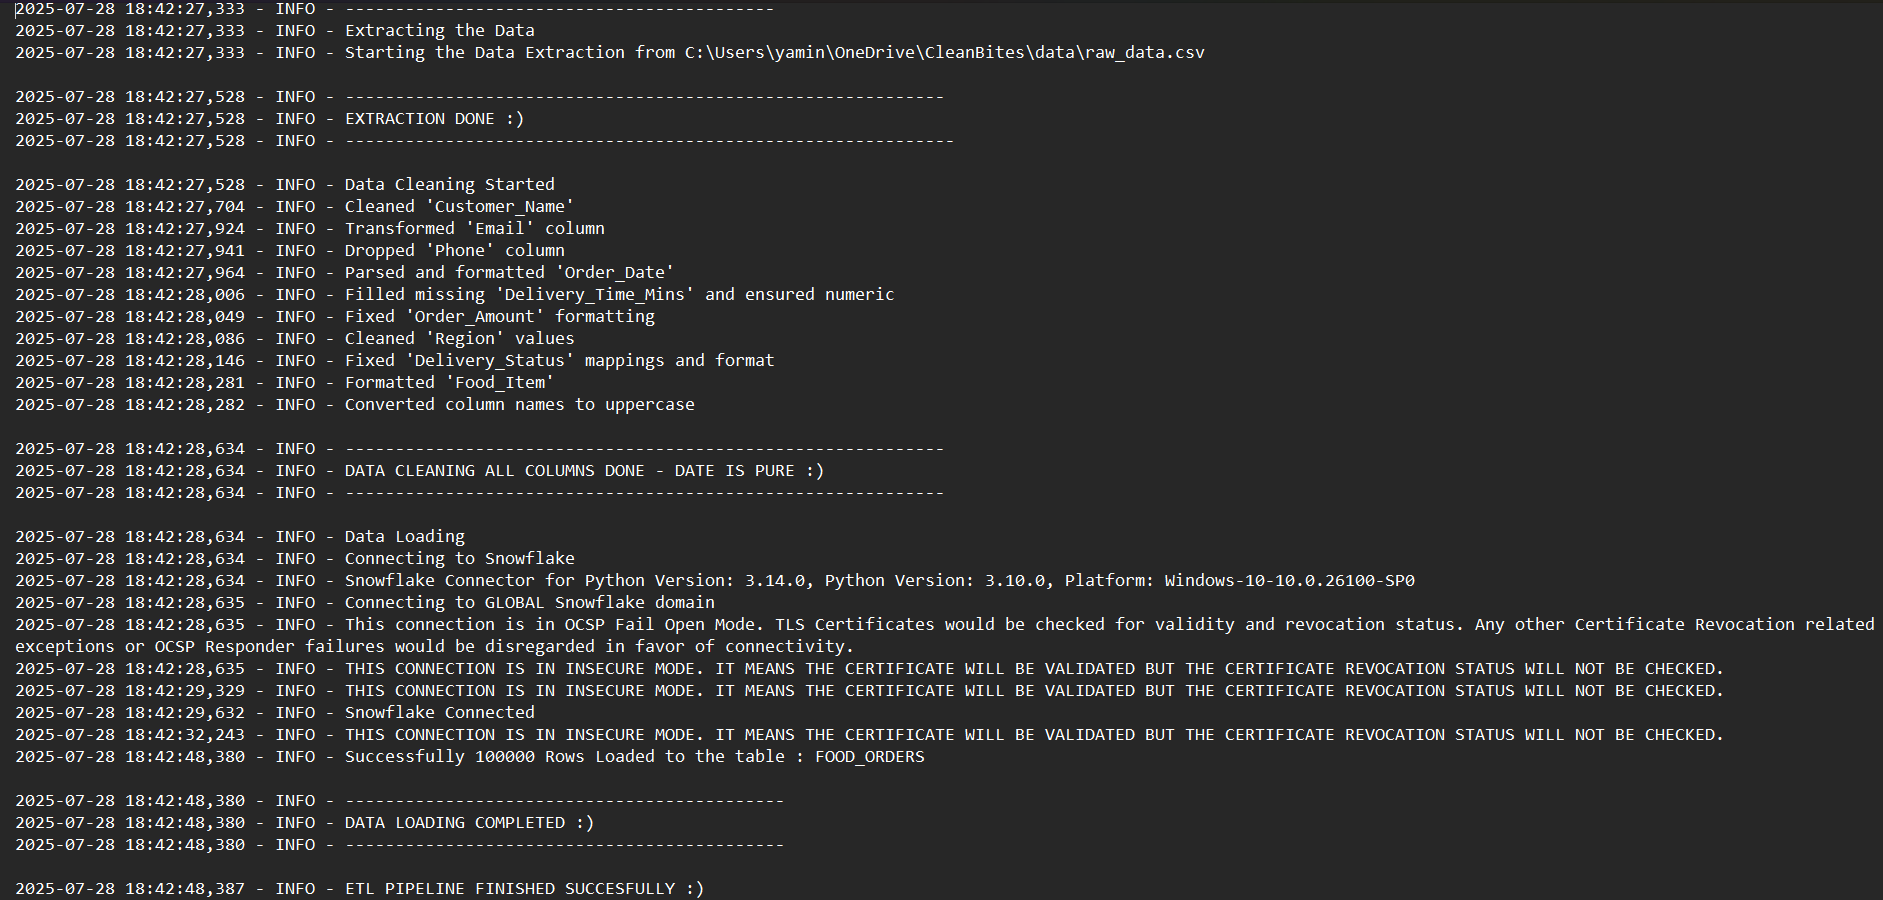 2025-07-28 18:42:27,333 - INFO - -------------------------------------------
2025-07-28 18:42:27,333 - INFO - Extracting the Data
2025-07-28 18:42:27,333 - INFO - Starting the Data Extraction from C:\Users\yamin\OneDrive\CleanBites\data\raw_data.csv
2025-07-28 18:42:27,528 - INFO - ------------------------------------------------------------
2025-07-28 18:42:27,528 - INFO - EXTRACTION DONE :)
2025-07-28 18:42:27,528 - INFO - -------------------------------------------------------------
2025-07-28 18:42:27,528 - INFO - Data Cleaning Started
2025-07-28 18:42:27,704 - INFO - Cleaned 'Customer_Name'
2025-07-28 18:42:27,924 - INFO - Transformed 'Email' column
2025-07-28 18:42:27,941 - INFO - Dropped 'Phone' column
2025-07-28 18:42:27,964 - INFO - Parsed and formatted 'Order_Date'
2025-07-28 18:42:28,006 - INFO - Filled missing 'Delivery_Time_Mins' and ensured numeric
2025-07-28 18:42:28,049 - INFO - Fixed 'Order_Amount' formatting
2025-07-28 18:42:28,086 - INFO - Cleaned 'Region' values
2025-07-28 18:42:28,146 - INFO - Fixed 'Delivery_Status' mappings and format
2025-07-28 18:42:28,281 - INFO - Formatted 'Food_Item'
2025-07-28 18:42:28,282 - INFO - Converted column names to uppercase
2025-07-28 18:42:28,634 - INFO - ------------------------------------------------------------
2025-07-28 18:42:28,634 - INFO - DATA CLEANING ALL COLUMNS DONE - DATE IS PURE :)
2025-07-28 18:42:28,634 - INFO - ------------------------------------------------------------
2025-07-28 18:42:28,634 - INFO - Data Loading
2025-07-28 18:42:28,634 - INFO - Connecting to Snowflake
2025-07-28 18:42:28,634 - INFO - Snowflake Connector for Python Version: 3.14.0, Python Version: 3.10.0, Platform: Windows-10-10.0.26100-SP0
2025-07-28 18:42:28,635 - INFO - Connecting to GLOBAL Snowflake domain
2025-07-28 18:42:28,635 - INFO - This connection is in OCSP Fail Open Mode. TLS Certificates would be checked for validity and revocation status. Any other Certificate Revocation related
exceptions or OCSP Responder failures would be disregarded in favor of connectivity.
2025-07-28 18:42:28,635 - INFO - THIS CONNECTION IS IN INSECURE MODE. IT MEANS THE CERTIFICATE WILL BE VALIDATED BUT THE CERTIFICATE REVOCATION STATUS WILL NOT BE CHECKED.
2025-07-28 18:42:29,329 - INFO - THIS CONNECTION IS IN INSECURE MODE. IT MEANS THE CERTIFICATE WILL BE VALIDATED BUT THE CERTIFICATE REVOCATION STATUS WILL NOT BE CHECKED.
2025-07-28 18:42:29,632 - INFO - Snowflake Connected
2025-07-28 18:42:32,243 - INFO - THIS CONNECTION IS IN INSECURE MODE. IT MEANS THE CERTIFICATE WILL BE VALIDATED BUT THE CERTIFICATE REVOCATION STATUS WILL NOT BE CHECKED.
2025-07-28 18:42:48,380 - INFO - Successfully 100000 Rows Loaded to the table : FOOD_ORDERS
2025-07-28 18:42:48,380 - INFO - --------------------------------------------
2025-07-28 18:42:48,380 - INFO - DATA LOADING COMPLETED :)
2025-07-28 18:42:48,380 - INFO - --------------------------------------------
2025-07-28 18:42:48,387 - INFO - ETL PIPELINE FINISHED SUCCESFULLY :)